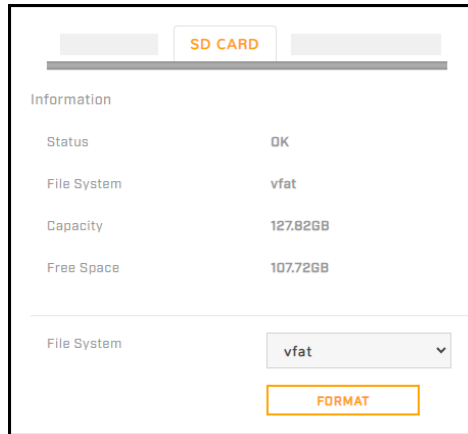 SD CARD
Information
Status OK
File System vfat
Capacity 127.82GB
Free Space 107.72GB
File System vfat
FORMAT